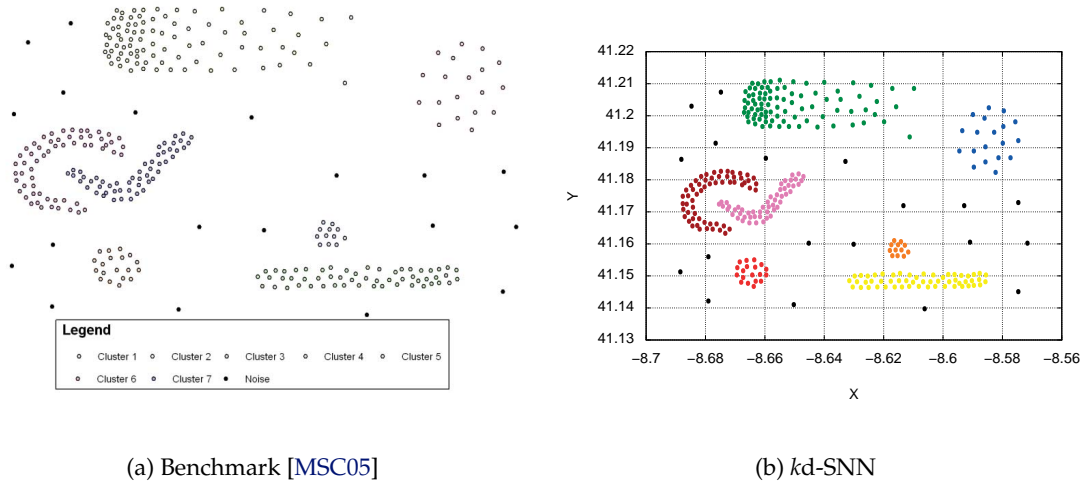 Legend
Cluster 1 Cluster 2 Cluster 3 Cluster 4 Cluster 5
Cluster 6 Cluster 7 Noise
(a) Benchmark [MSC05]
41.22
41.21
41.2
41.19
41.18
41.17
41.16
41.15
41.14
41.13
Y
−8.7 −8.68 −8.66 −8.64 −8.62 −8.6 −8.58 −8.56
X
(b) kd-SNN